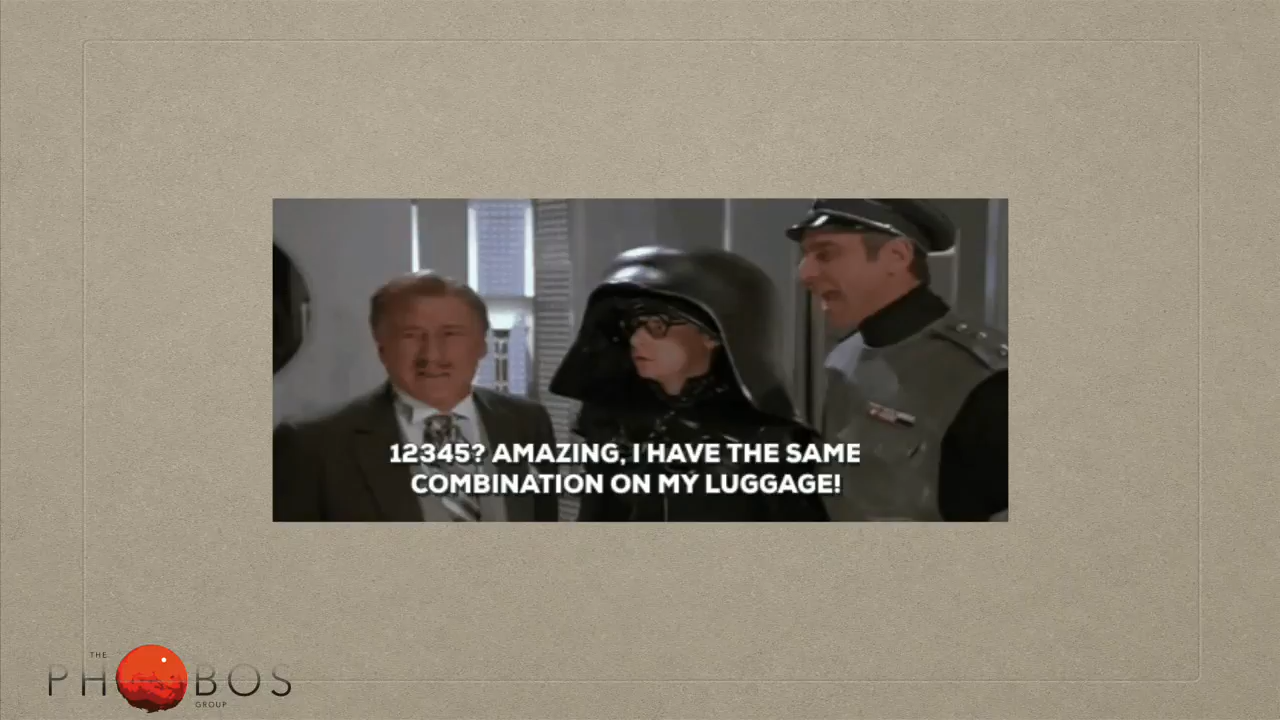 12345? AMAZING, I HAVE THE SAME
COMBINATION ON MY LUGGAGE!
THE
PHOBOS
GROUP